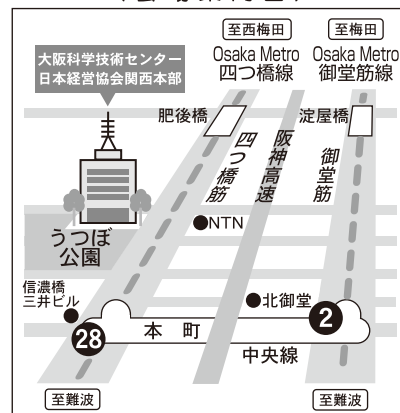 至西梅田
至梅田
Osaka Metro
四つ橋線
Osaka Metro
御堂筋線
大阪科学技術センター
日本経営協会関西本部
肥後橋
淀屋橋
四つ橋筋
阪神高速
御堂筋
NTN
うつぼ
公園
信濃橋
三井ビル
北御堂
2
28
本町
中央線
至難波
至難波